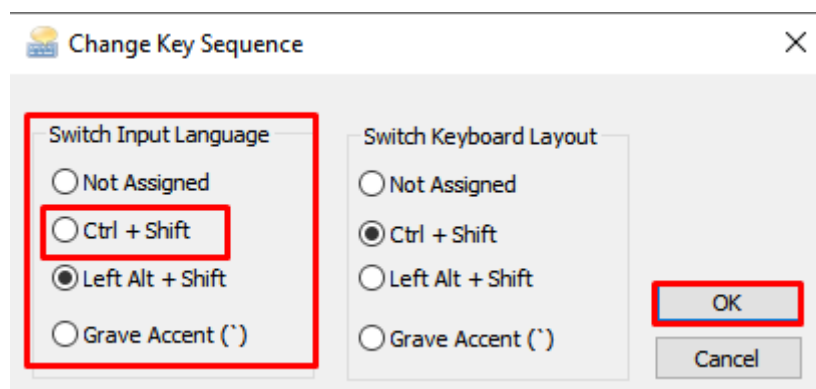 Change Key Sequence
Switch Input Language
Not Assigned
Ctrl + Shift
Left Alt + Shift
Grave Accent (`)
Switch Keyboard Layout
Not Assigned
Ctrl + Shift
Left Alt + Shift
Grave Accent (`)
OK
Cancel